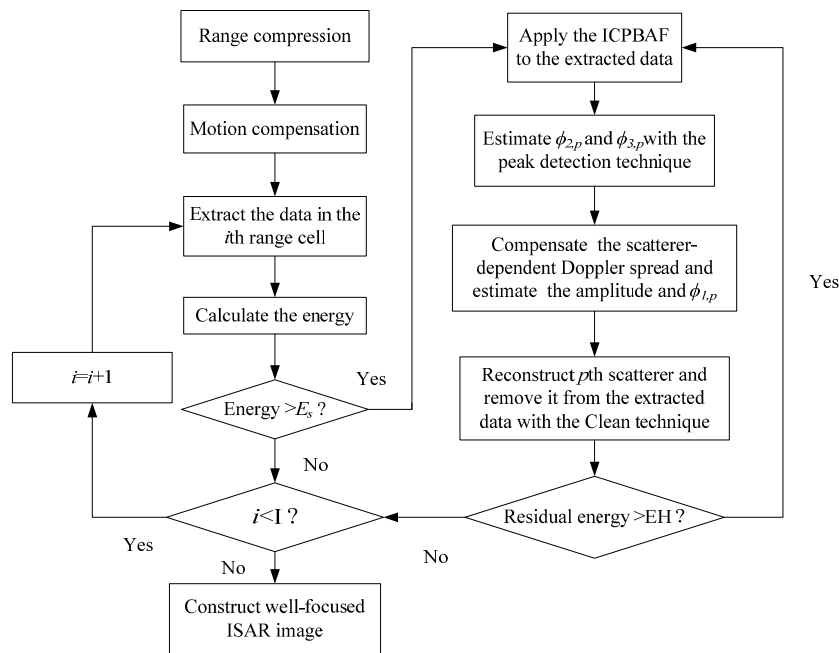 Range compression
Motion compensation
Extract the data in the
ith range cell
Calculate the energy
i=i+1
Energy >Es ?
Yes
No
i<I ?
Yes
No
Construct well-focused
ISAR image
Apply the ICPBAF
to the extracted data
Estimate ϕ2,p and ϕ3,p with the
peak detection technique
Compensate the scatterer-
dependent Doppler spread and
estimate the amplitude and ϕ1,p
Reconstruct pth scatterer and
remove it from the extracted
data with the Clean technique
Residual energy >EH ?
No
Yes